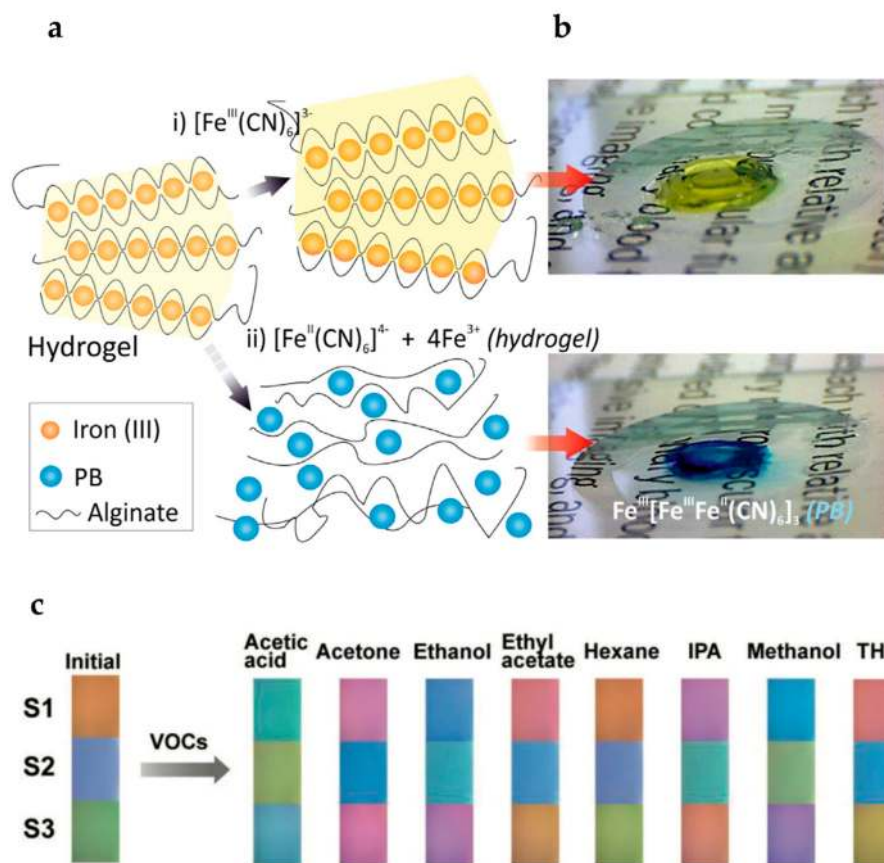 a
b
i) [Fe^III(CN)₆]³⁻
Hydrogel
ii) [Fe^II(CN)₆]⁴⁻ + 4Fe³⁺ (hydrogel)
Iron (III)
PB
Alginate
Fe^III[Fe^IIIFe^II(CN)₆]₃ (PB)
c
Initial
VOCs
Acetic acid
Acetone
Ethanol
Ethyl acetate
Hexane
IPA
Methanol
TH
S1
S2
S3